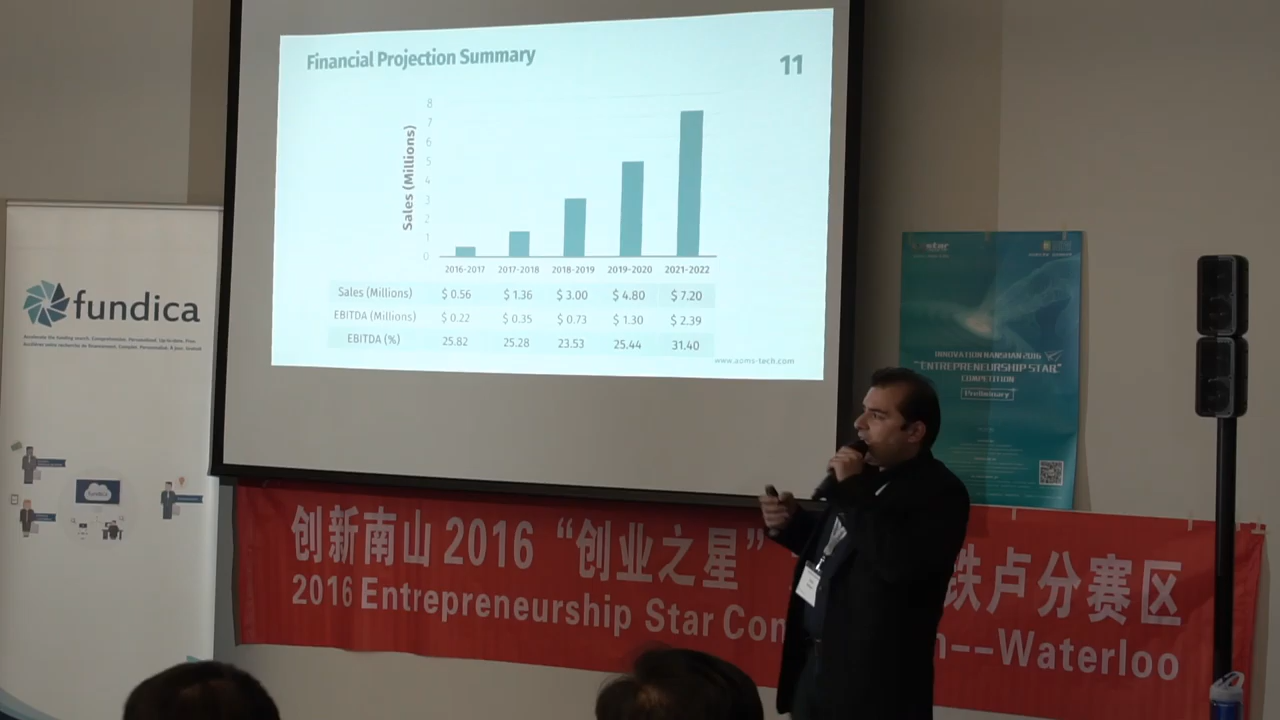 Financial Projection Summary
11
Sales (Millions)
8
7
6
5
4
3
2
1
0
2016-2017 2017-2018 2018-2019 2019-2020 2021-2022
Sales (Millions) $ 0.56 $ 1.36 $ 3.00 $ 4.80 $ 7.20
EBITDA (Millions) $ 0.22 $ 0.35 $ 0.73 $ 1.30 $ 2.39
EBITDA (%) 25.82 25.28 23.53 25.44 31.40
www.aoms-tech.com
fundica
fundica
star
INNOVATION NANSHAN 2016
"ENTREPRENEURSHIP STAR"
COMPETITION
Preliminary
创新南山 2016 “创业之星” 铁卢分赛区
2016 Entrepreneurship Star Com n--Waterloo